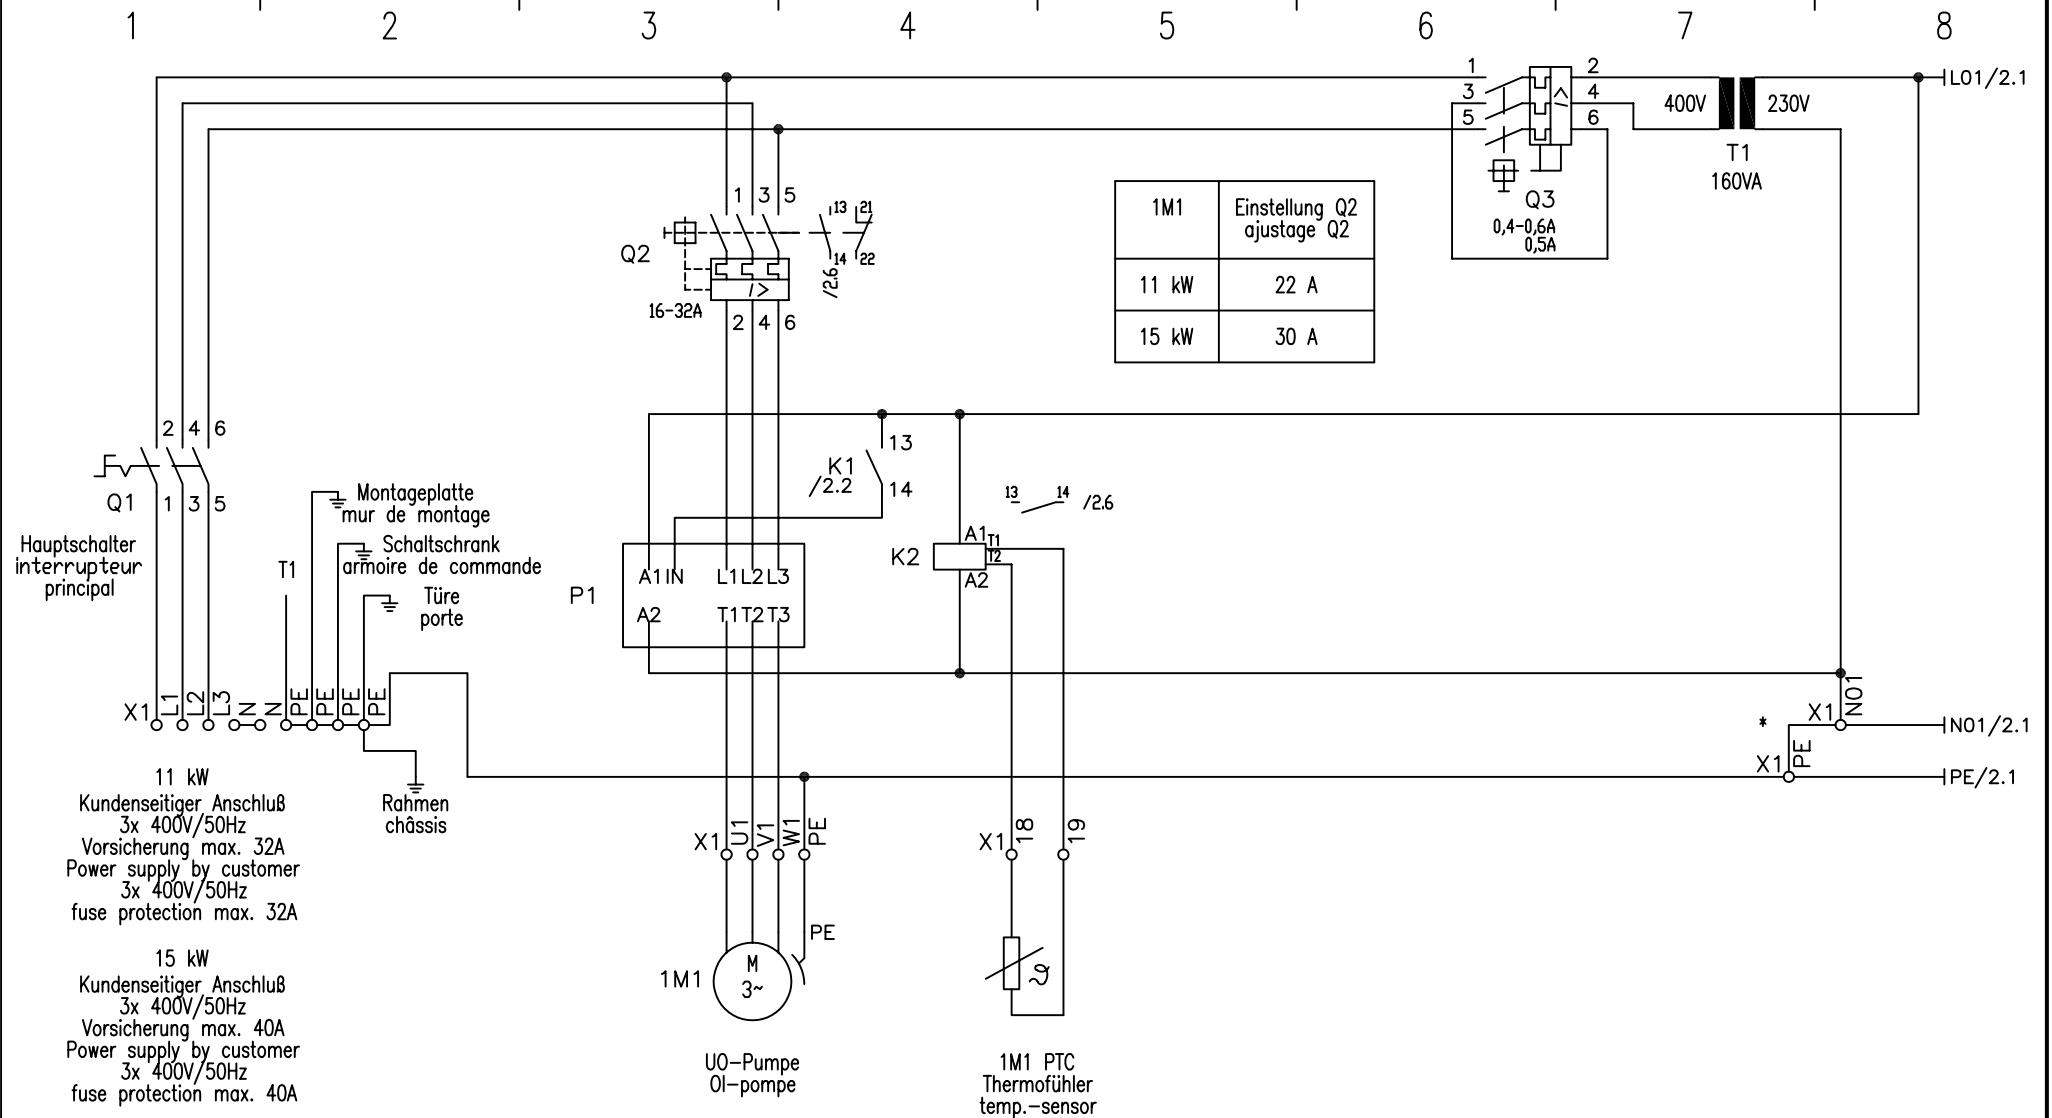 1 2 3 4 5 6 7 8
1 2
3 4
5 6
400V 230V
T1
160VA
L01/2.1
Q3
0,4-0,6A
0,5A
1 3 5
13 21
14 22
/2.6
Q2
16-32A
2 4 6
1M1 Einstellung Q2
ajustage Q2
11 kW 22 A
15 kW 30 A
2 4 6
Q1 1 3 5
Hauptschalter
interrupteur
principal
Montageplatte
mur de montage
Schaltschrank
armoire de commande
T1
Türe
porte
13
K1
/2.2 14
13 14 /2.6
P1
A1 IN L1 L2 L3
A2 T1 T2 T3
K2
A1 T1
T2
A2
X1 L1 L2 L3 N N PE PE PE PE
* X1 N01 N01/2.1
X1 PE PE/2.1
Rahmen
châssis
11 kW
Kundenseitiger Anschluß
3x 400V/50Hz
Vorsicherung max. 32A
Power supply by customer
3x 400V/50Hz
fuse protection max. 32A
15 kW
Kundenseitiger Anschluß
3x 400V/50Hz
Vorsicherung max. 40A
Power supply by customer
3x 400V/50Hz
fuse protection max. 40A
X1 U1 V1 W1 PE
PE
1M1
M
3~
UO-Pumpe
OI-pompe
X1 18 19
ϑ
1M1 PTC
Thermofühler
temp.-sensor